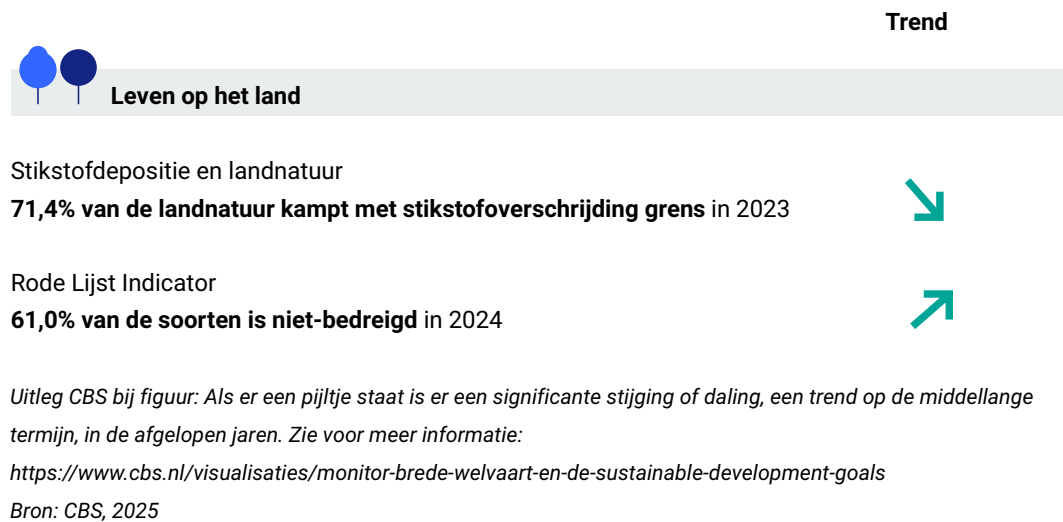 Trend
Leven op het land
Stikstofdepositie en landnatuur
71,4% van de landnatuur kampt met stikstofoverschrijding grens in 2023
Rode Lijst Indicator
61,0% van de soorten is niet-bedreigd in 2024
Uitleg CBS bij figuur: Als er een pijltje staat is er een significante stijging of daling, een trend op de middellange
termijn, in de afgelopen jaren. Zie voor meer informatie:
https://www.cbs.nl/visualisaties/monitor-brede-welvaart-en-de-sustainable-development-goals
Bron: CBS, 2025